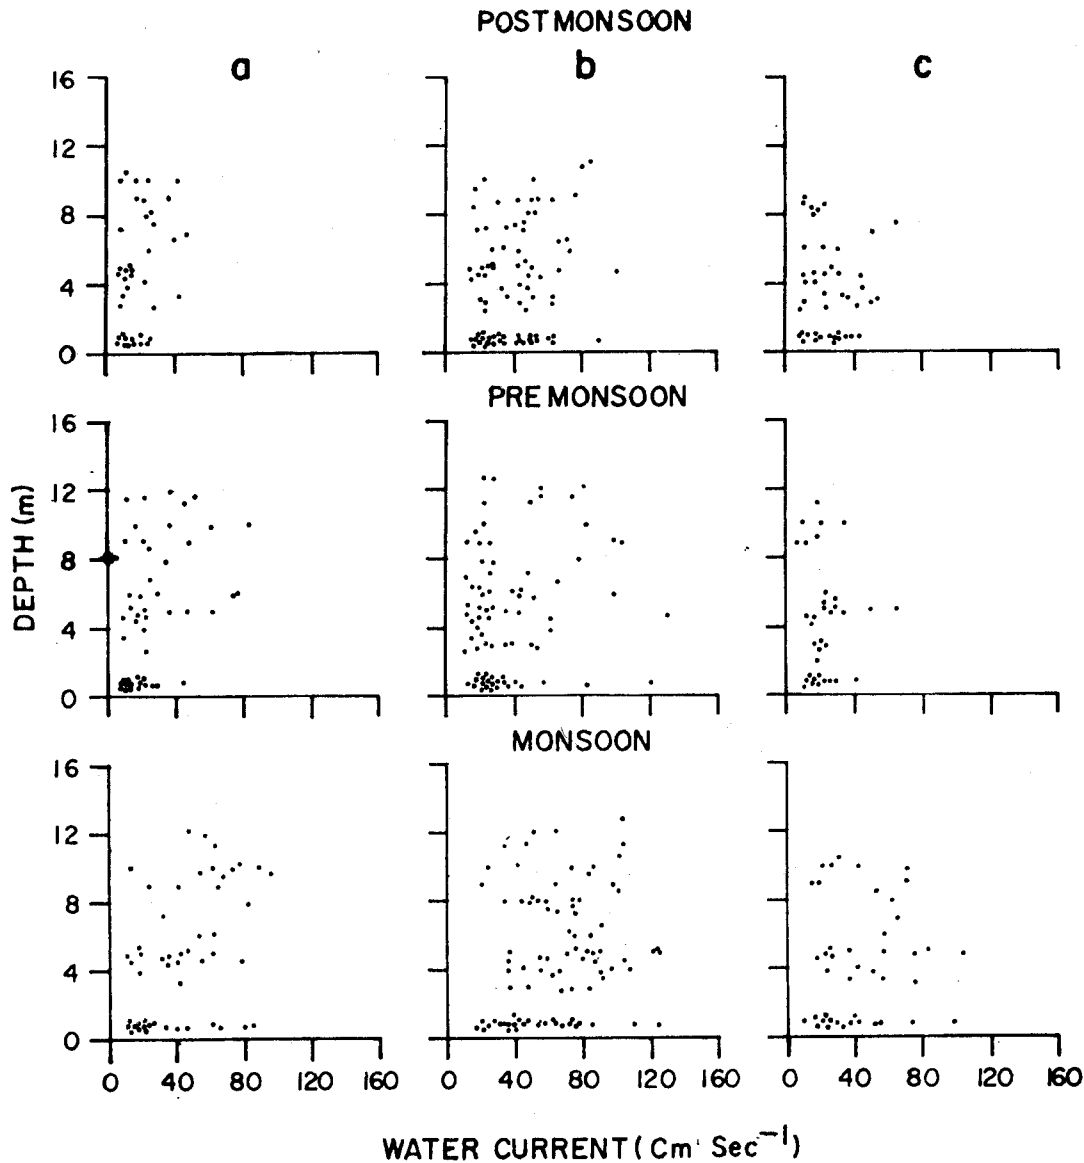 POSTMONSOON
a b c
16
12
8
4
0
PREMONSOON
16
12
8
4
0
DEPTH (m)
MONSOON
16
12
8
4
0
0 40 80 120 160 0 40 80 120 160 0 40 80 120 160
WATER CURRENT (Cm Sec⁻¹)